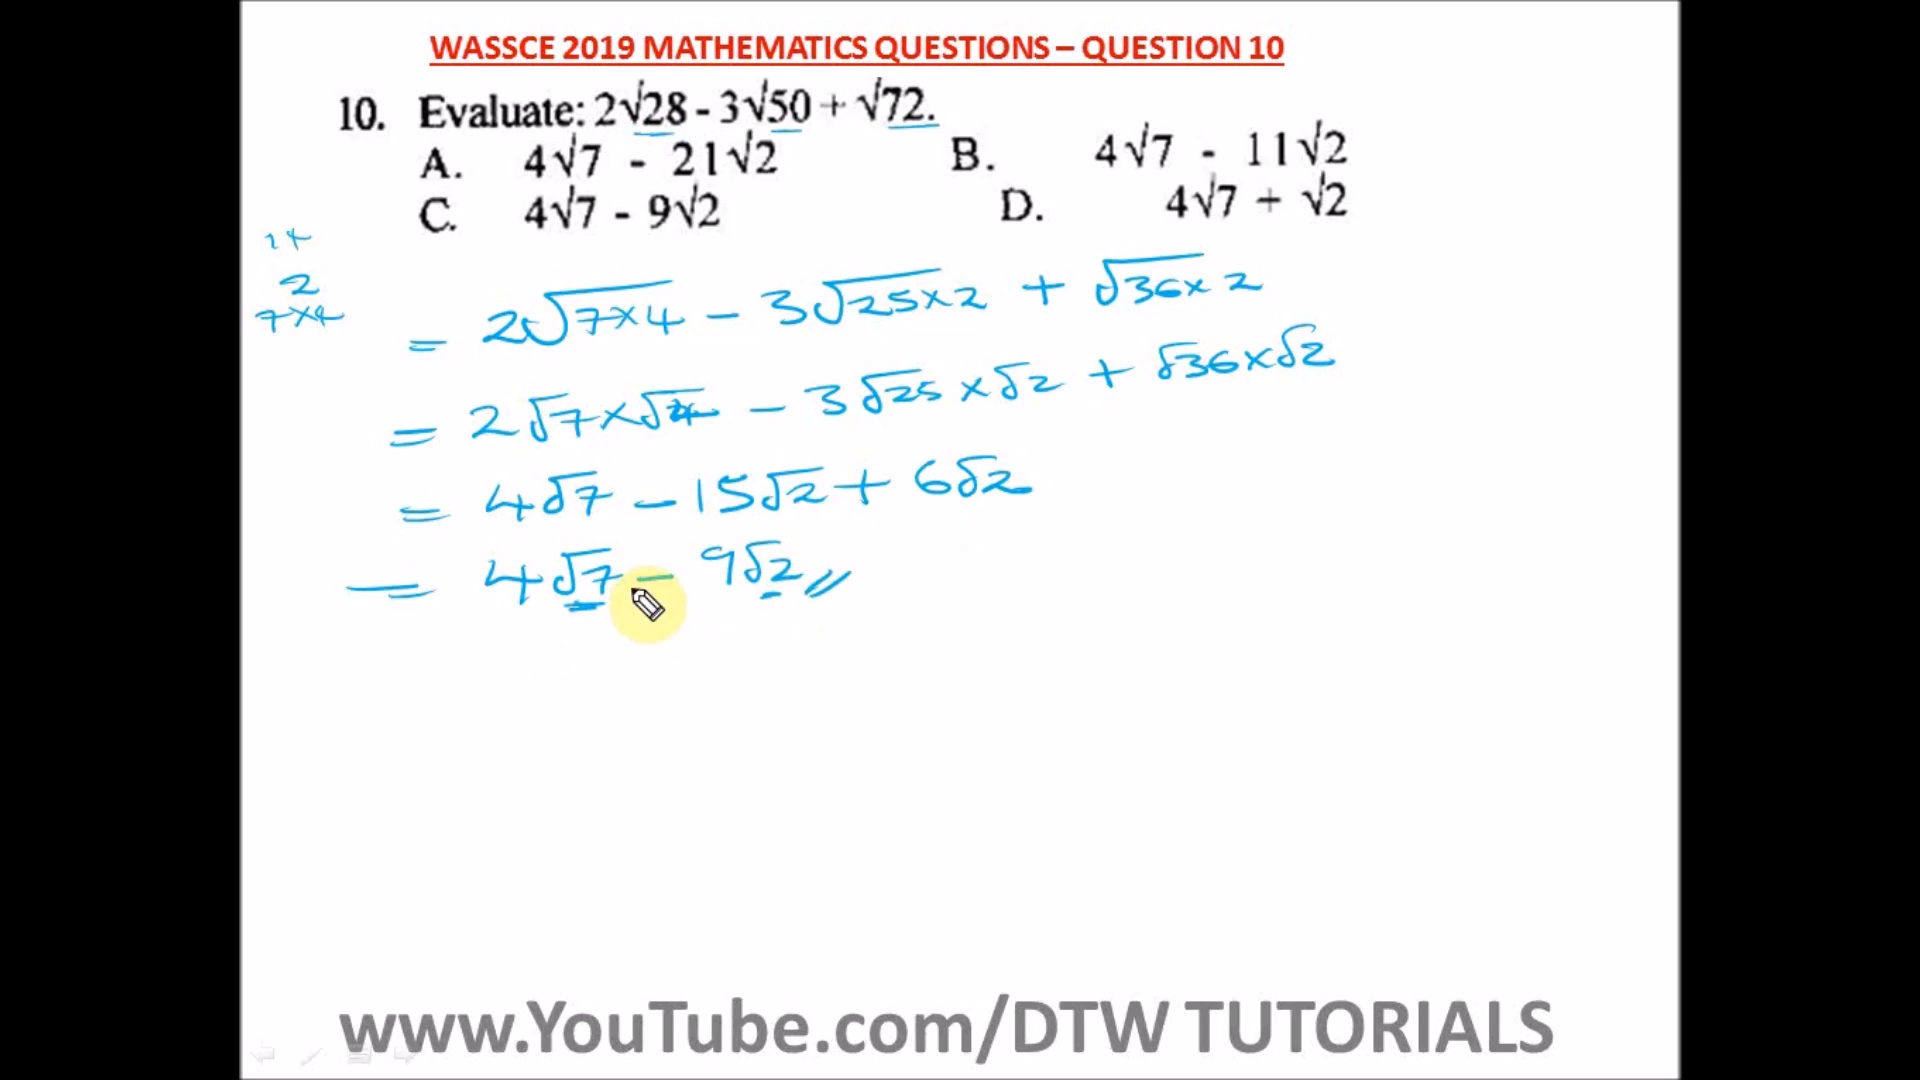 WASSCE 2019 MATHEMATICS QUESTIONS – QUESTION 10
10. Evaluate: 2√28 - 3√50 + √72.
A. 4√7 - 21√2 B. 4√7 - 11√2
C. 4√7 - 9√2 D. 4√7 + √2
2
7×4
= 2√7×4 - 3√25×2 + √36×2
= 2√7×√4 - 3√25×√2 + √36×√2
= 4√7 - 15√2 + 6√2
= 4√7 - 9√2 //
www.YouTube.com/DTW TUTORIALS